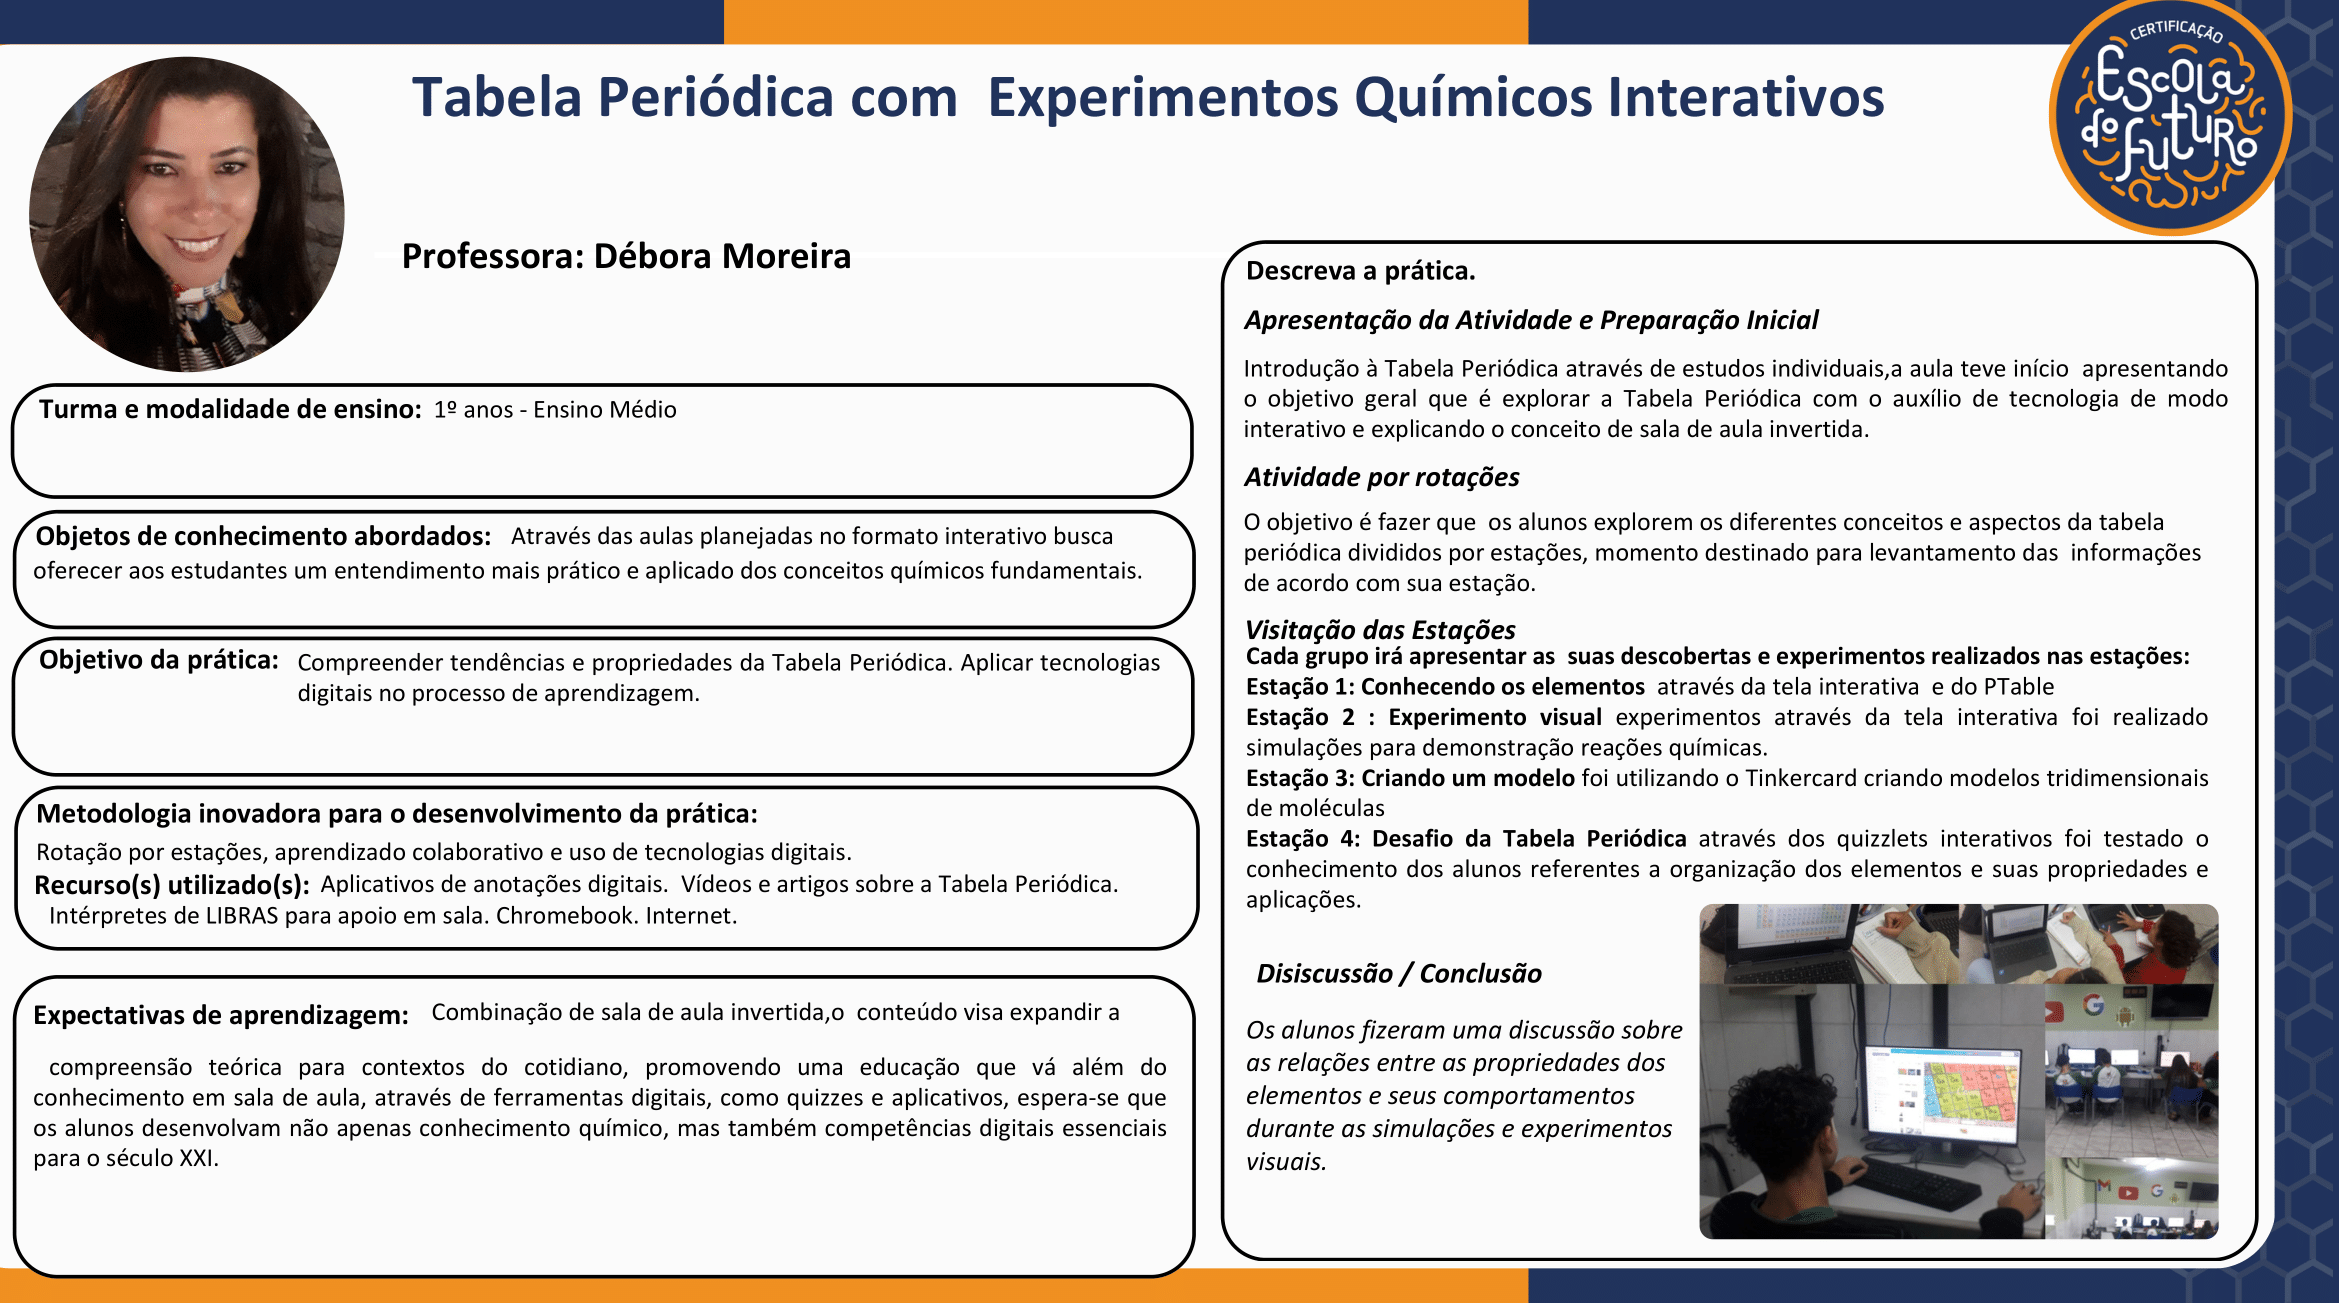 CERTIFICAÇÃO
ESCOLA
do
FUTURO
Tabela Periódica com Experimentos Químicos Interativos
Professora: Débora Moreira
Turma e modalidade de ensino: 1º anos - Ensino Médio
Objetos de conhecimento abordados: Através das aulas planejadas no formato interativo busca
oferecer aos estudantes um entendimento mais prático e aplicado dos conceitos químicos fundamentais.
Objetivo da prática: Compreender tendências e propriedades da Tabela Periódica. Aplicar tecnologias
digitais no processo de aprendizagem.
Metodologia inovadora para o desenvolvimento da prática:
Rotação por estações, aprendizado colaborativo e uso de tecnologias digitais.
Recurso(s) utilizado(s): Aplicativos de anotações digitais. Vídeos e artigos sobre a Tabela Periódica.
Intérpretes de LIBRAS para apoio em sala. Chromebook. Internet.
Expectativas de aprendizagem: Combinação de sala de aula invertida,o conteúdo visa expandir a
compreensão teórica para contextos do cotidiano, promovendo uma educação que vá além do
conhecimento em sala de aula, através de ferramentas digitais, como quizzes e aplicativos, espera-se que
os alunos desenvolvam não apenas conhecimento químico, mas também competências digitais essenciais
para o século XXI.
Descreva a prática.
Apresentação da Atividade e Preparação Inicial
Introdução à Tabela Periódica através de estudos individuais,a aula teve início apresentando
o objetivo geral que é explorar a Tabela Periódica com o auxílio de tecnologia de modo
interativo e explicando o conceito de sala de aula invertida.
Atividade por rotações
O objetivo é fazer que os alunos explorem os diferentes conceitos e aspectos da tabela
periódica divididos por estações, momento destinado para levantamento das informações
de acordo com sua estação.
Visitação das Estações
Cada grupo irá apresentar as suas descobertas e experimentos realizados nas estações:
Estação 1: Conhecendo os elementos através da tela interativa e do PTable
Estação 2 : Experimento visual experimentos através da tela interativa foi realizado
simulações para demonstração reações químicas.
Estação 3: Criando um modelo foi utilizando o Tinkercard criando modelos tridimensionais
de moléculas
Estação 4: Desafio da Tabela Periódica através dos quizzlets interativos foi testado o
conhecimento dos alunos referentes a organização dos elementos e suas propriedades e
aplicações.
Disiscussão / Conclusão
Os alunos fizeram uma discussão sobre
as relações entre as propriedades dos
elementos e seus comportamentos
durante as simulações e experimentos
visuais.